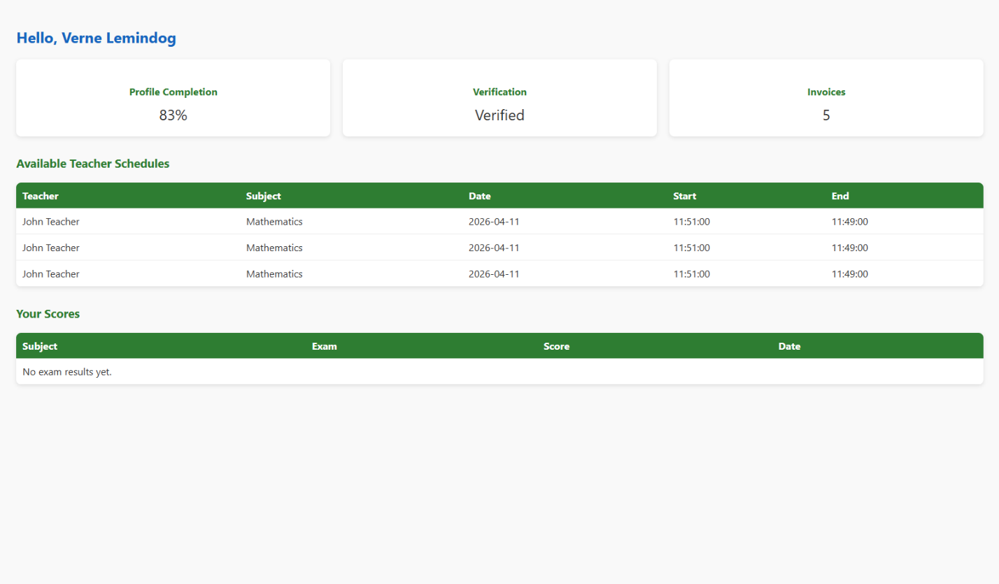 Hello, Verne Lemindog
Profile Completion
83%
Verification
Verified
Invoices
5
Available Teacher Schedules
Teacher Subject Date Start End
John Teacher Mathematics 2026-04-11 11:51:00 11:49:00
John Teacher Mathematics 2026-04-11 11:51:00 11:49:00
John Teacher Mathematics 2026-04-11 11:51:00 11:49:00
Your Scores
Subject Exam Score Date
No exam results yet.